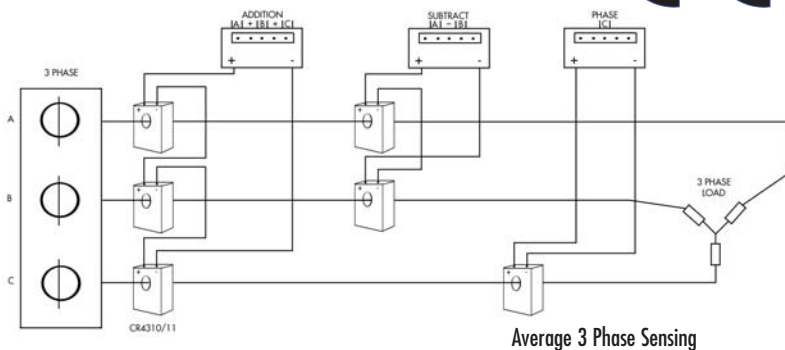 ADDITION
|A| + |B| + |C|
+ -
SUBTRACT
|A| - |B|
+ -
PHASE
|C|
+ -
3 PHASE
A
+ -
+ -
B
+ -
+ -
3 PHASE
LOAD
C
+ -
+ -
CR4310/11
Average 3 Phase Sensing